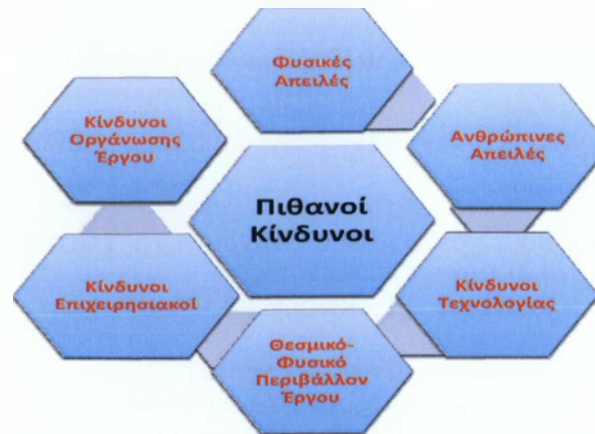 Φυσικές
Απειλές
Ανθρώπινες
Απειλές
Κίνδυνοι
Τεχνολογίας
Θεσμικό-
Φυσικό
Περιβάλλον
Έργου
Κίνδυνοι
Επιχειρησιακοί
Κίνδυνοι
Οργάνωσης
Έργου
Πιθανοί
Κίνδυνοι